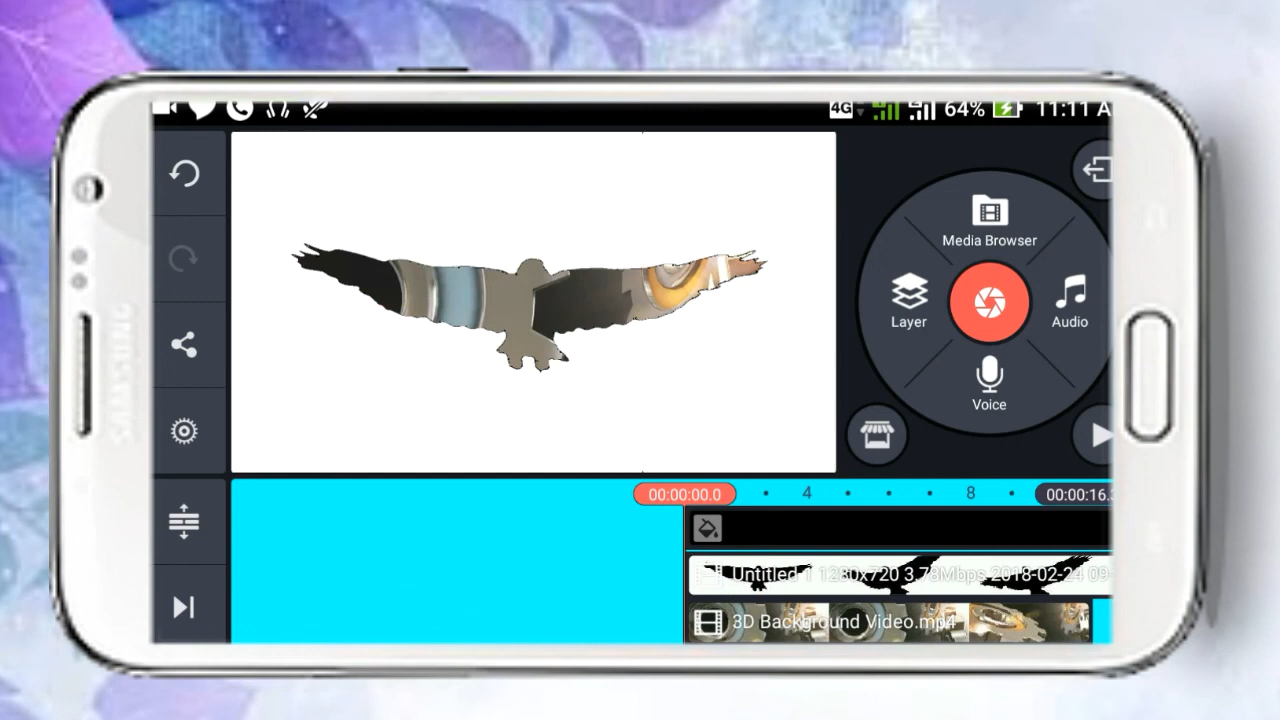 4G 64% 11:11 A
Media Browser
Layer
Audio
Voice
00:00:00.0 4 8 00:00:16.
Untitled 1 1280x720 3.78Mbps 2018-02-24 09-
3D Background Video.mp4
SAMSUNG